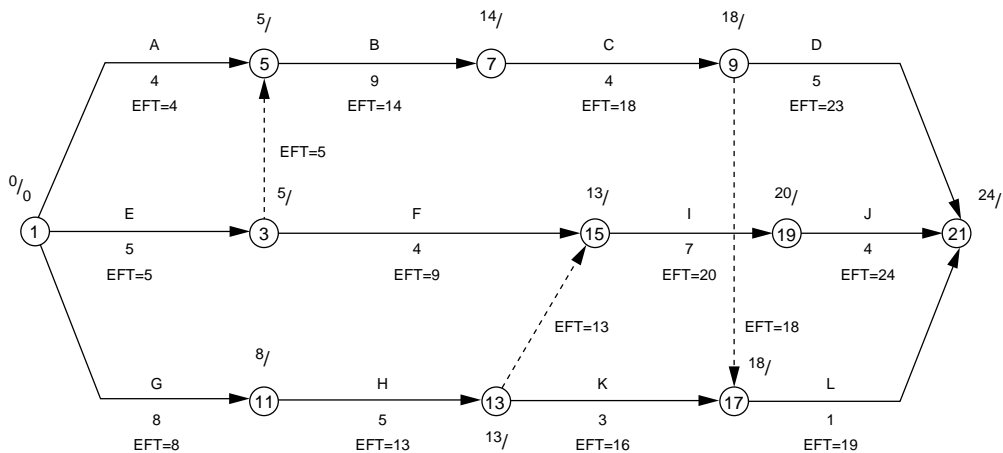 5/
14/
18/
A
B
C
D
5
7
9
4
9
4
5
EFT=4
EFT=14
EFT=18
EFT=23
EFT=5
0/0
5/
13/
20/
24/
E
F
I
J
1
3
15
19
21
5
4
7
4
EFT=5
EFT=9
EFT=20
EFT=24
EFT=13
EFT=18
8/
18/
G
H
K
L
11
13
17
8
5
3
1
13/
EFT=8
EFT=13
EFT=16
EFT=19